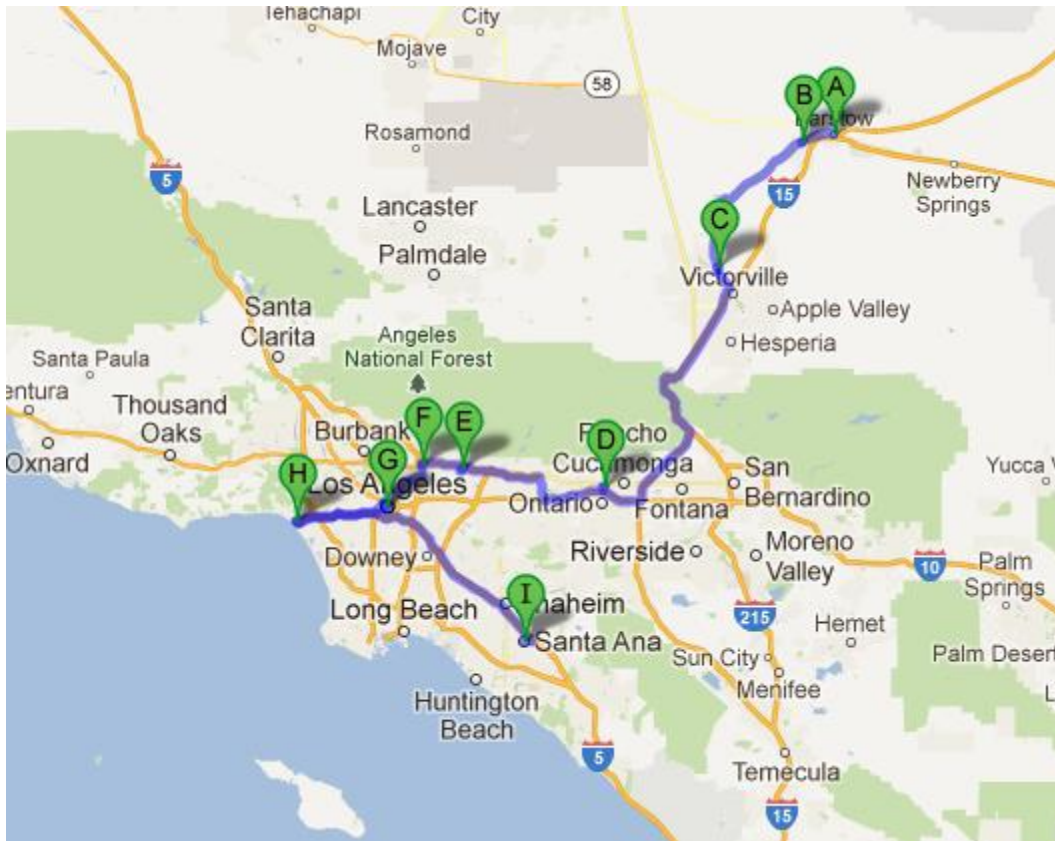 Tehachapi
City
Mojave
58
B
A
Barstow
Rosamond
5
Newberry
Springs
15
Lancaster
C
Palmdale
Victorville
Santa
Clarita
Apple Valley
Angeles
National Forest
Hesperia
Santa Paula
entura
Thousand
Oaks
Burbank
F
E
D
Oxnard
H
G
Los Angeles
Cucamonga
San
Bernardino
Yucca V
Ontario
Fontana
Downey
Riverside
Moreno
Valley
10
Palm
Springs
Long Beach
I
naheim
Santa Ana
215
Hemet
Sun City
Palm Desert
Menifee
L
Huntington
Beach
5
Temecula
15